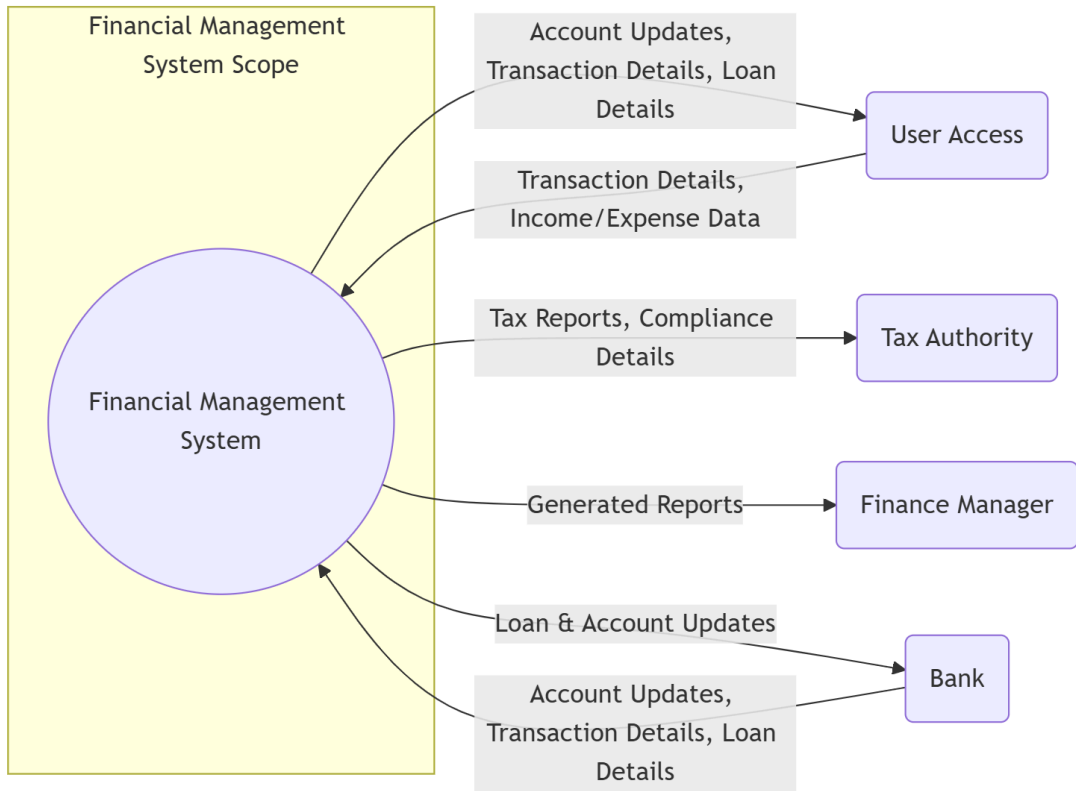 Financial Management
System Scope
Account Updates,
Transaction Details, Loan
Details
User Access
Transaction Details,
Income/Expense Data
Tax Reports, Compliance
Details
Tax Authority
Financial Management
System
Generated Reports
Finance Manager
Loan & Account Updates
Bank
Account Updates,
Transaction Details, Loan
Details